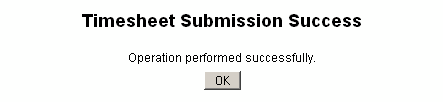 Timesheet Submission Success
Operation performed successfully.
OK